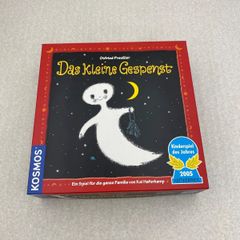 Otfried Preußler
Das kleine Gespenst
KOSMOS
Kinderspiel
des Jahres
2005
Ein Spiel für die ganze Familie von Kai Haferkamp